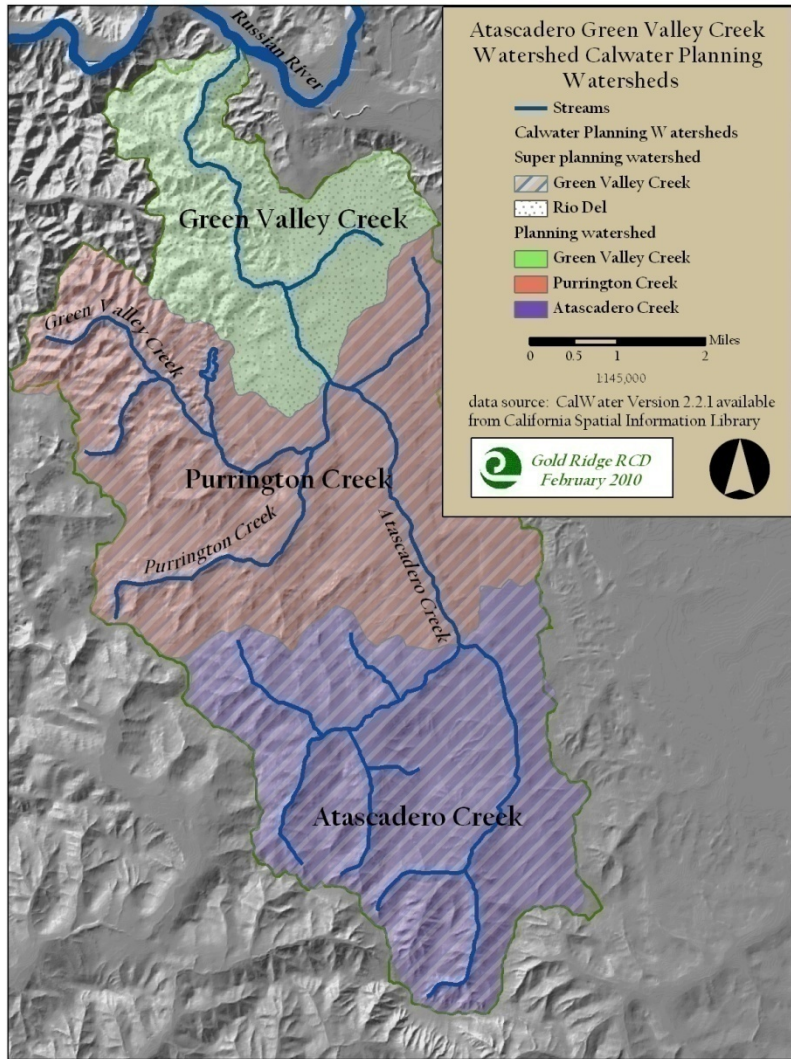 Atascadero Green Valley Creek
Watershed Calwater Planning
Watersheds
Streams
Calwater Planning Watersheds
Super planning watershed
Green Valley Creek
Rio Del
Planning watershed
Green Valley Creek
Purrington Creek
Atascadero Creek
Miles
0 0.5 1 2
1:145,000
data source: CalWater Version 2.2.1 available
from California Spatial Information Library
Gold Ridge RCD
February 2010
Russian River
Green Valley Creek
Green Valley Creek
Purrington Creek
Purrington Creek
Atascadero Creek
Atascadero Creek